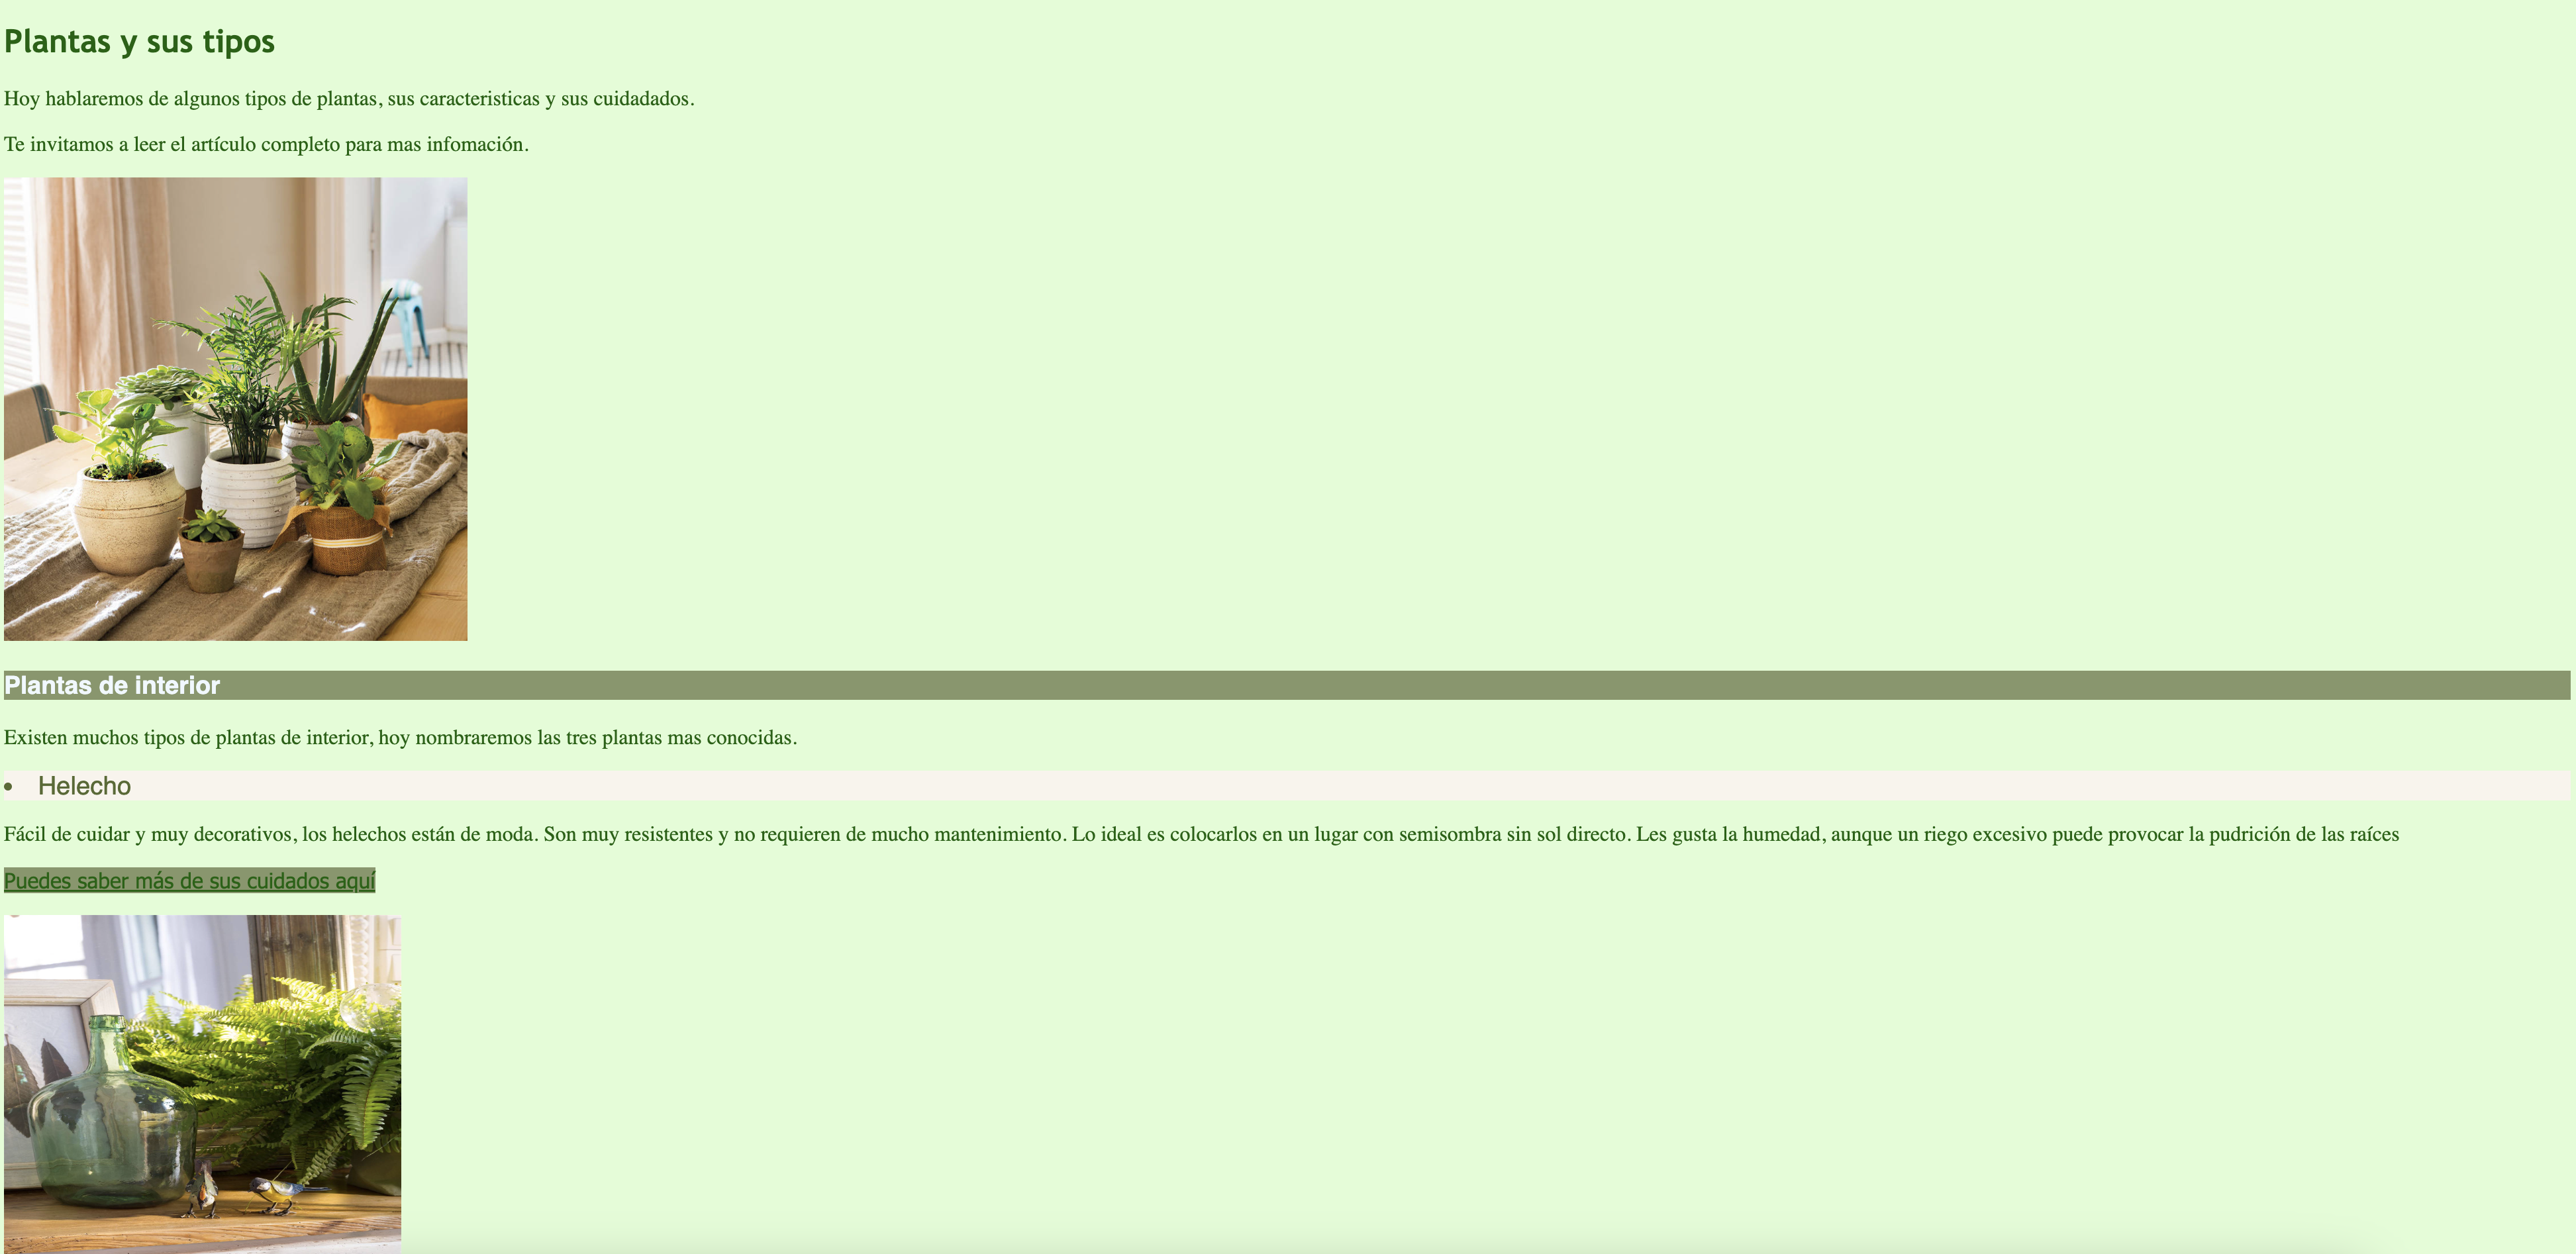 Plantas y sus tipos
Hoy hablaremos de algunos tipos de plantas, sus caracteristicas y sus cuidadados.
Te invitamos a leer el artículo completo para mas infomación.
Plantas de interior
Existen muchos tipos de plantas de interior, hoy nombraremos las tres plantas mas conocidas.
• Helecho
Fácil de cuidar y muy decorativos, los helechos están de moda. Son muy resistentes y no requieren de mucho mantenimiento. Lo ideal es colocarlos en un lugar con semisombra sin sol directo. Les gusta la humedad, aunque un riego excesivo puede provocar la pudrición de las raíces
Puedes saber más de sus cuidados aquí